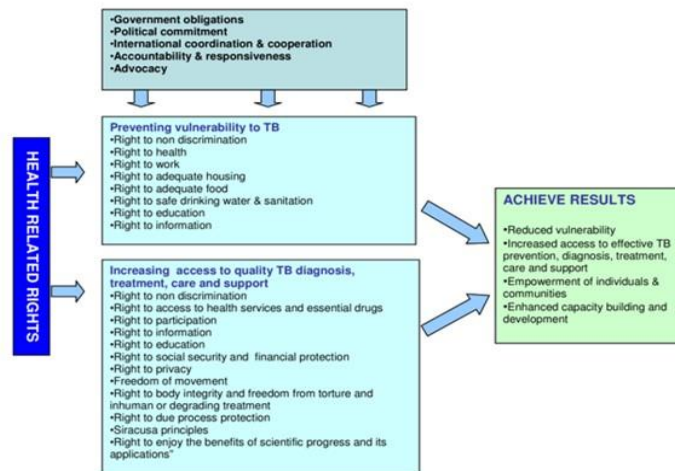 •Government obligations
•Political commitment
•International coordination & cooperation
•Accountability & responsiveness
•Advocacy
HEALTH RELATED RIGHTS
Preventing vulnerability to TB
•Right to non discrimination
•Right to health
•Right to work
•Right to adequate housing
•Right to adequate food
•Right to safe drinking water & sanitation
•Right to education
•Right to information
Increasing access to quality TB diagnosis,
treatment, care and support
•Right to non discrimination
•Right to access to health services and essential drugs
•Right to participation
•Right to information
•Right to education
•Right to social security and financial protection
•Right to privacy
•Freedom of movement
•Right to body integrity and freedom from torture and
inhuman or degrading treatment
•Right to due process protection
•Siracusa principles
•Right to enjoy the benefits of scientific progress and its
applications"
ACHIEVE RESULTS
•Reduced vulnerability
•Increased access to effective TB
prevention, diagnosis, treatment,
care and support
•Empowerment of individuals &
communities
•Enhanced capacity building and
development